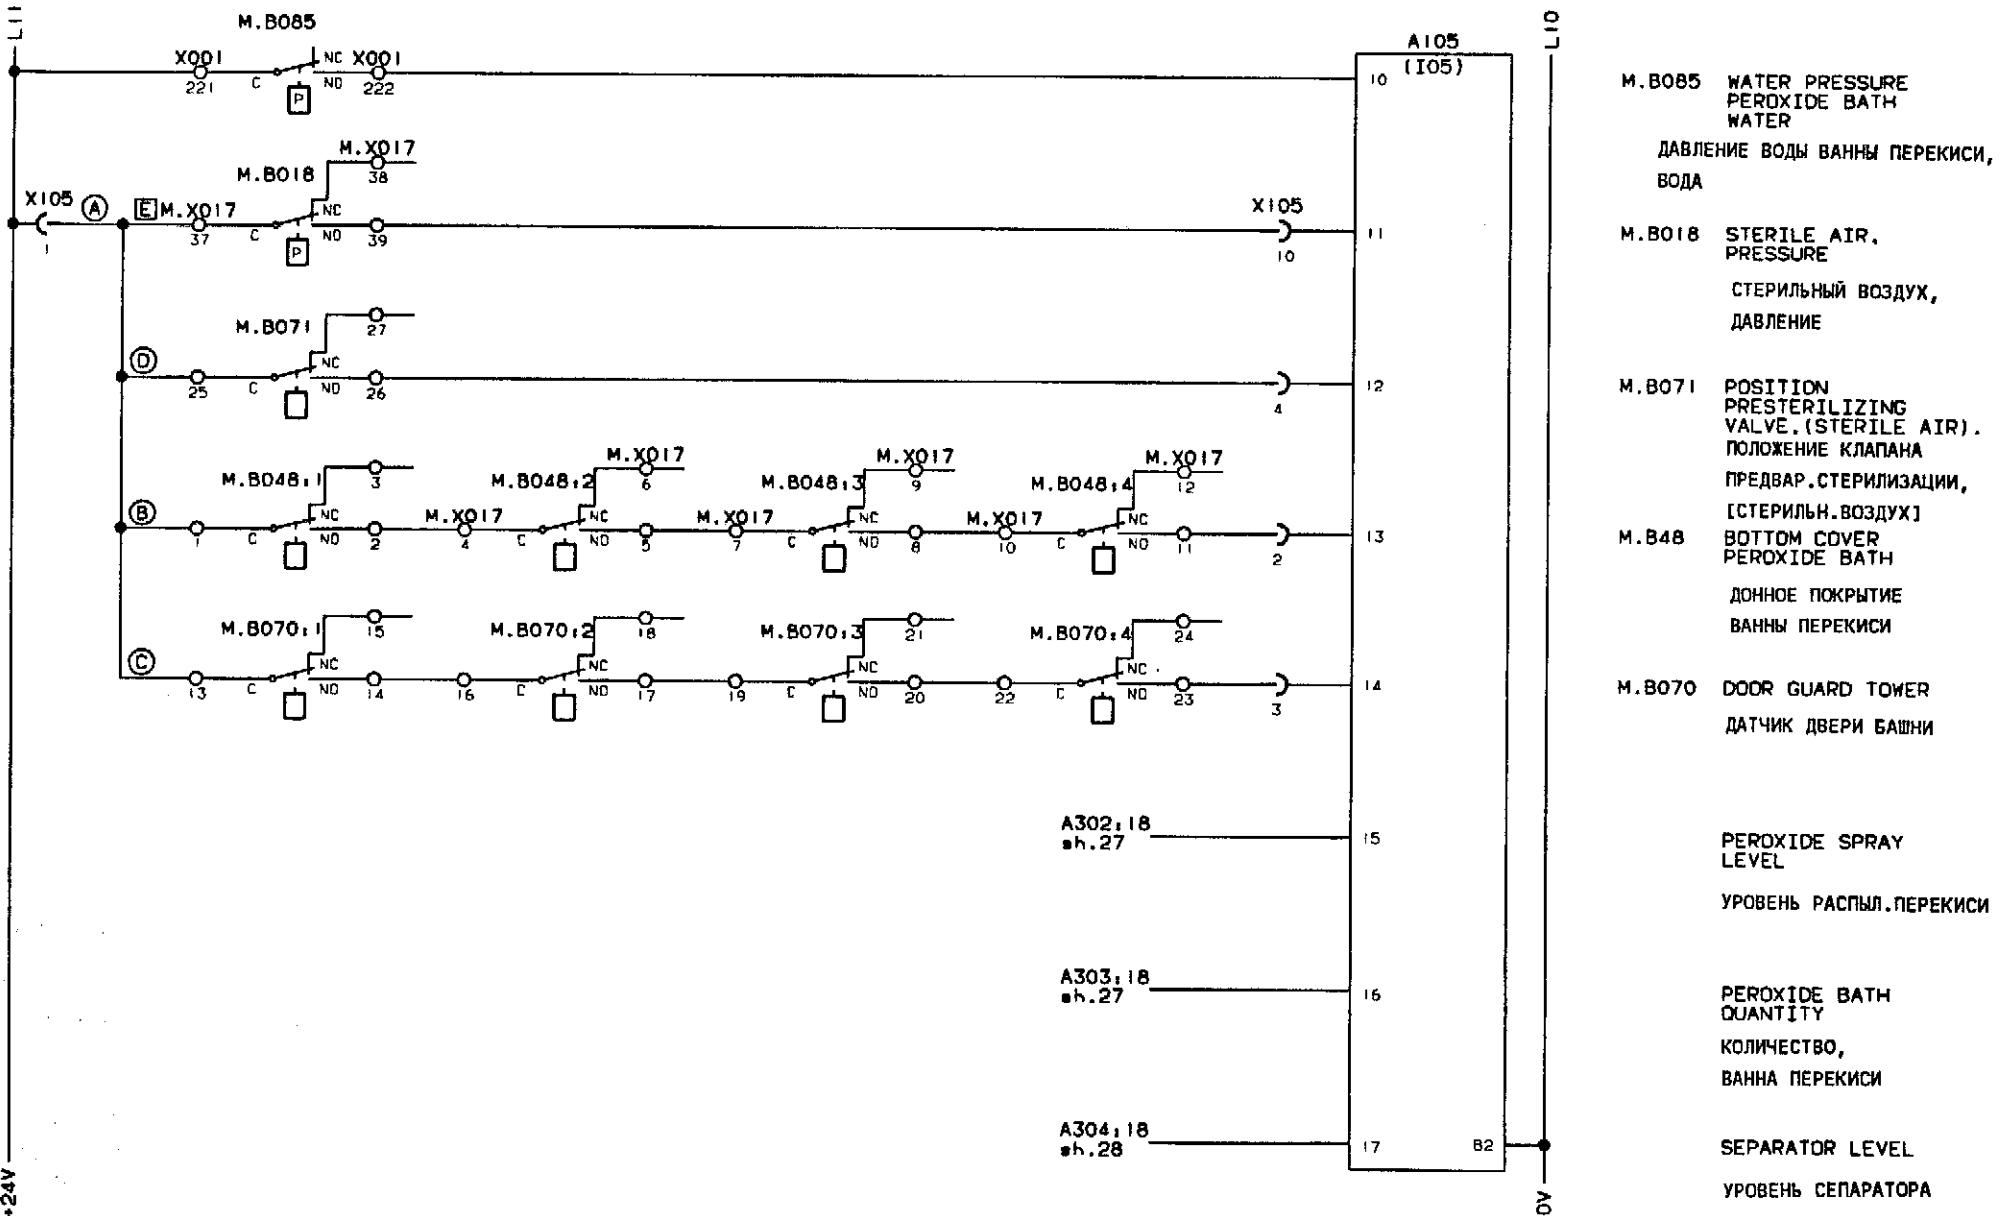 L11
M.B085
X001
NC
X001
221
C
P
NO
222
A105
(I05)
L10
10
M.B085 WATER PRESSURE
PEROXIDE BATH
WATER
ДАВЛЕНИЕ ВОДЫ ВАННЫ ПЕРЕКИСИ,
ВОДА
M.X017
38
M.B018
X105
A
E
M.X017
NC
1
37
C
P
NO
39
X105
10
11
M.B018 STERILE AIR.
PRESSURE
СТЕРИЛЬНЫЙ ВОЗДУХ,
ДАВЛЕНИЕ
M.B071
27
D
NC
25
C
NO
26
4
12
M.B071 POSITION
PRESTERILIZING
VALVE.(STERILE AIR).
ПОЛОЖЕНИЕ КЛАПАНА
ПРЕДВАР.СТЕРИЛИЗАЦИИ,
[СТЕРИЛЬН.ВОЗДУХ]
M.B048:1
3
M.B048:2
M.X017
6
M.B048:3
M.X017
9
M.B048:4
M.X017
12
B
NC
M.X017
NC
M.X017
NC
M.X017
NC
1
C
NO
2
4
C
NO
5
7
C
NO
8
10
C
NO
11
2
13
M.B48 BOTTOM COVER
PEROXIDE BATH
ДОННОЕ ПОКРЫТИЕ
ВАННЫ ПЕРЕКИСИ
M.B070:1
15
M.B070:2
18
M.B070:3
21
M.B070:4
24
C
NC
NC
NC
NC
13
C
NO
14
16
C
NO
17
19
C
NO
20
22
C
NO
23
3
14
M.B070 DOOR GUARD TOWER
ДАТЧИК ДВЕРИ БАШНИ
A302:18
sh.27
15
PEROXIDE SPRAY
LEVEL
УРОВЕНЬ РАСПЫЛ.ПЕРЕКИСИ
A303:18
sh.27
16
PEROXIDE BATH
QUANTITY
КОЛИЧЕСТВО,
ВАННА ПЕРЕКИСИ
A304:18
sh.28
17
B2
SEPARATOR LEVEL
УРОВЕНЬ СЕПАРАТОРА
+24V
0V